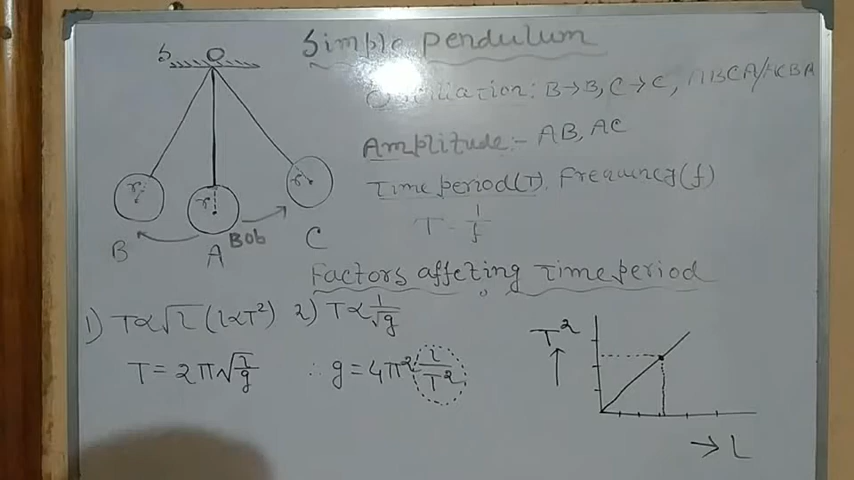 Simple pendulum
S O
Oscillation: B→B, C→C, ABCA/ACBA
Amplitude:- AB, AC
Time period(T), Frequency(f)
T = 1/f
r r r
B A Bob C
Factors affecting Time period
1) T∝√l (l∝T²) 2) T∝1/√g
T = 2π√l/g ∴ g = 4π² l/T²
T²
→ L